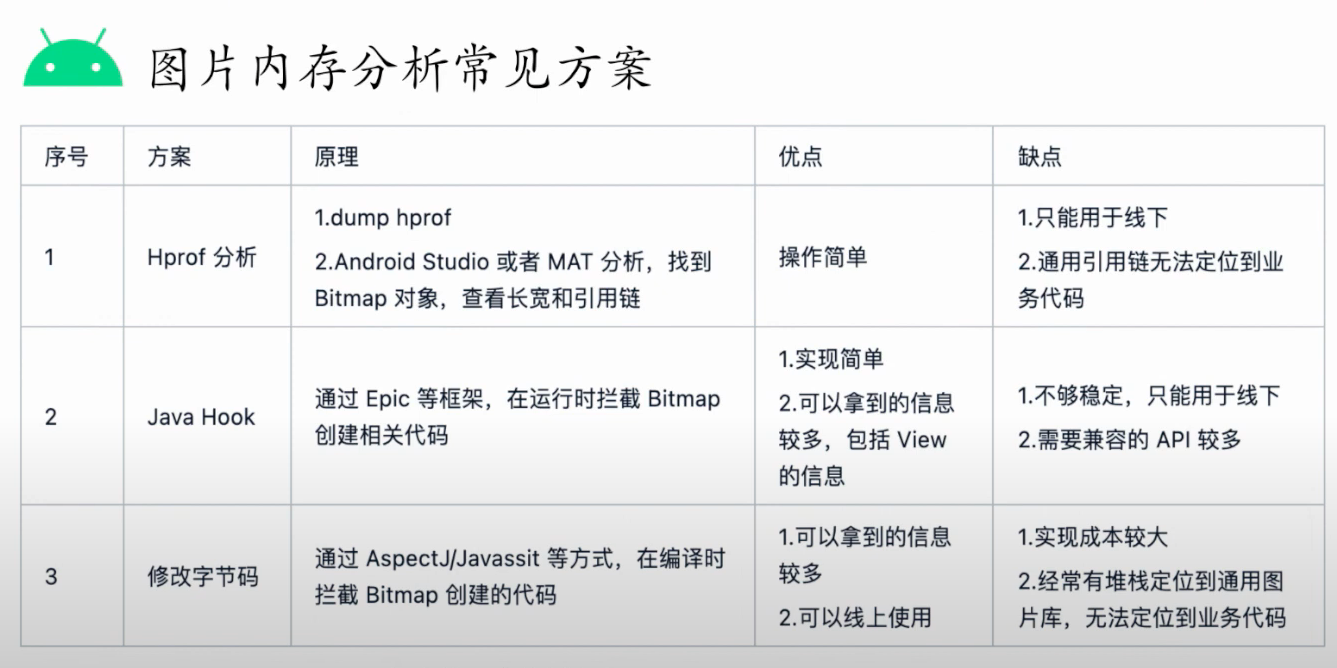 图片内存分析常见方案
序号 方案 原理 优点 缺点
1
Hprof 分析
1.dump hprof
2.Android Studio 或者 MAT 分析，找到
Bitmap 对象，查看长宽和引用链
操作简单
1.只能用于线下
2.通用引用链无法定位到业
务代码
2
Java Hook
通过 Epic 等框架，在运行时拦截 Bitmap
创建相关代码
1.实现简单
2.可以拿到的信息
较多，包括 View
的信息
1.不够稳定，只能用于线下
2.需要兼容的 API 较多
3
修改字节码
通过 AspectJ/Javassit 等方式，在编译时
拦截 Bitmap 创建的代码
1.可以拿到的信息
较多
2.可以线上使用
1.实现成本较大
2.经常有堆栈定位到通用图
片库，无法定位到业务代码